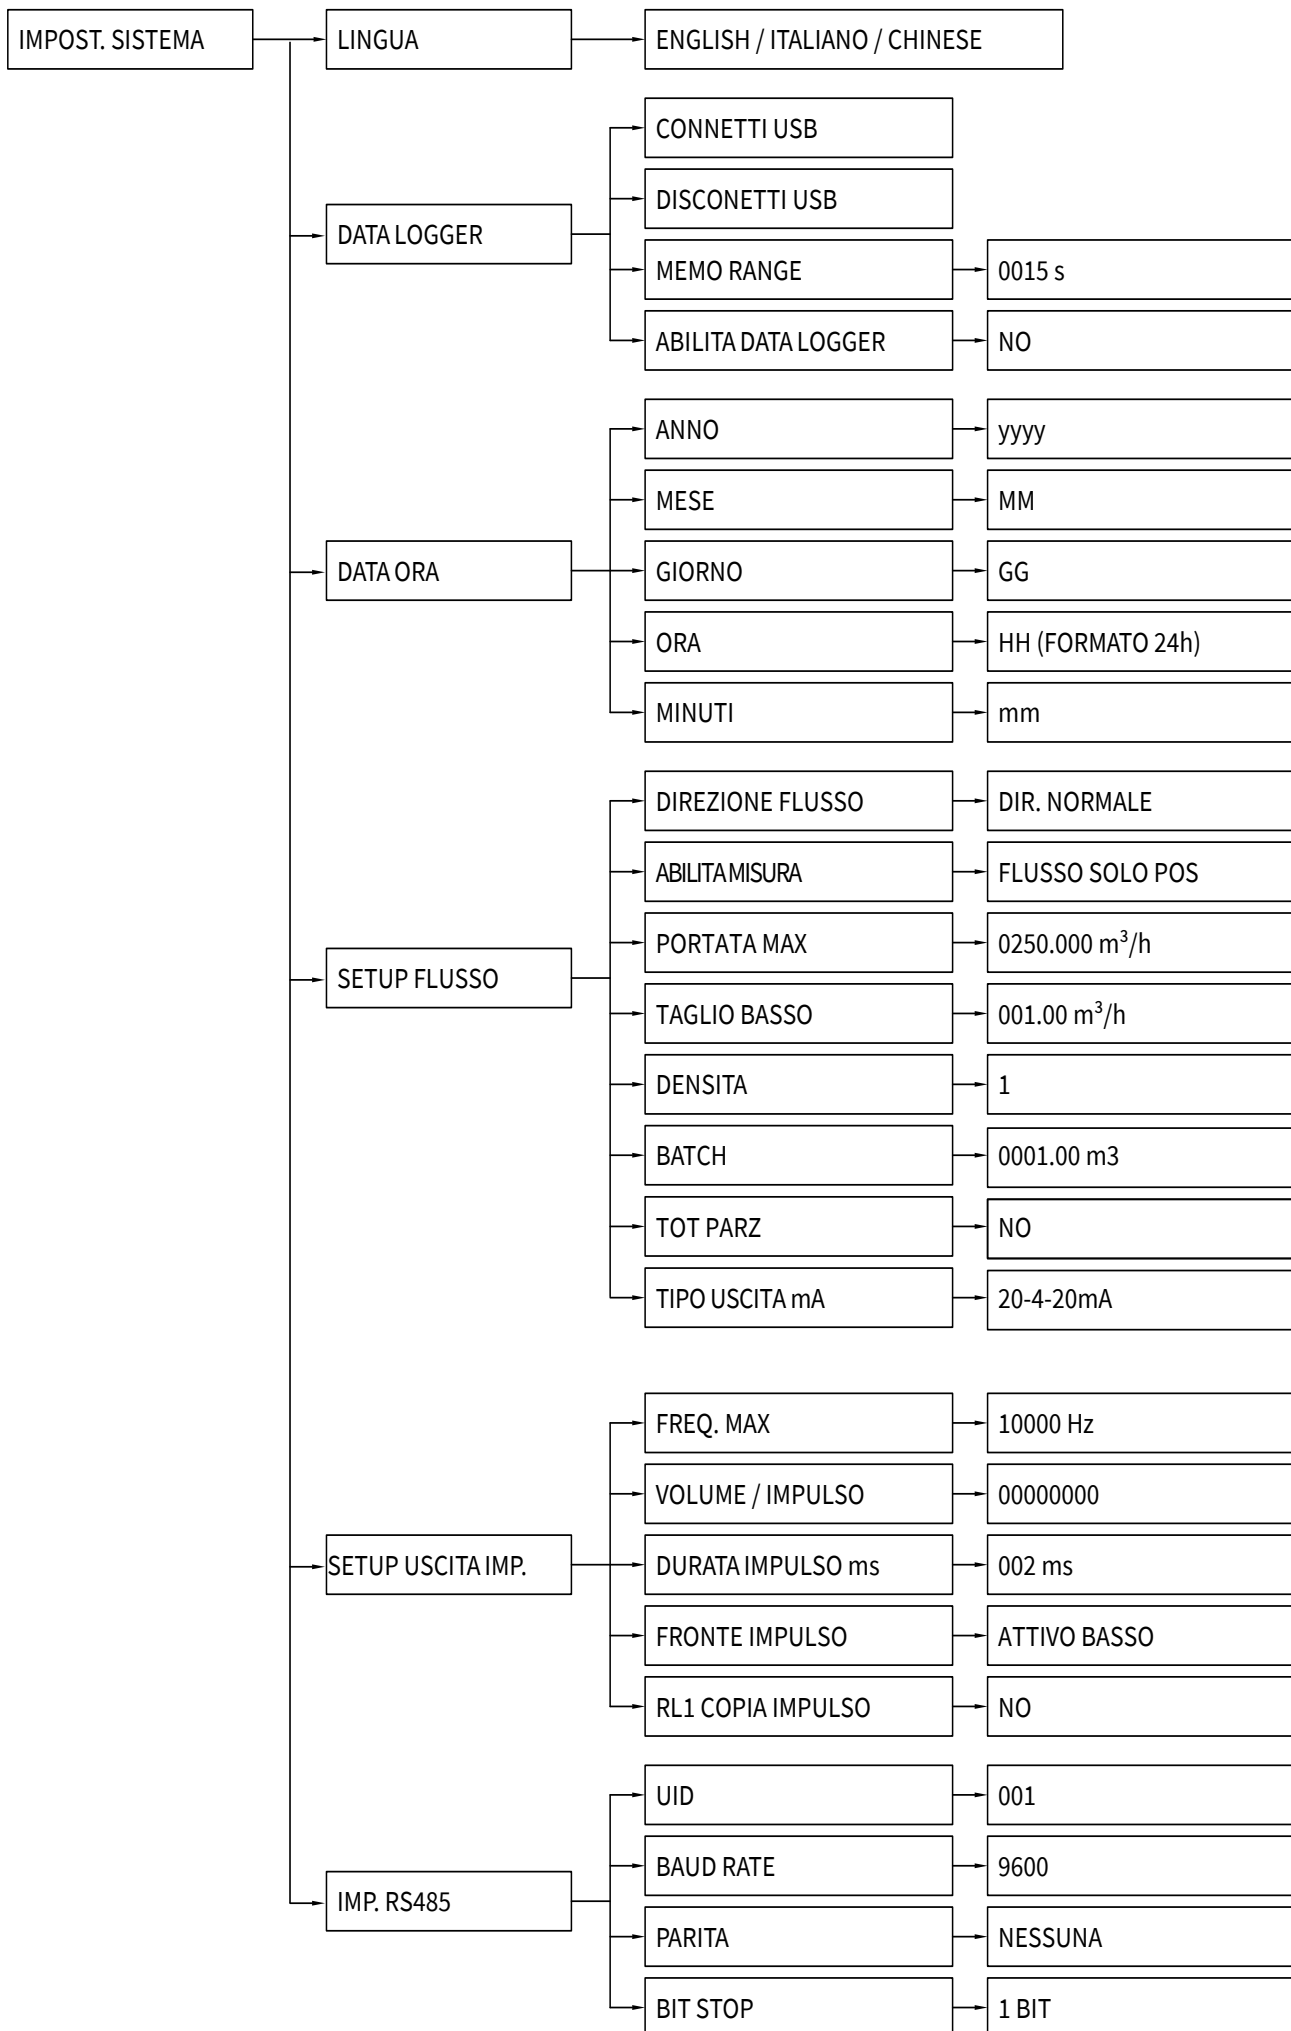 IMPOST. SISTEMA
LINGUA
ENGLISH / ITALIANO / CHINESE
DATA LOGGER
CONNETTI USB
DISCONETTI USB
MEMO RANGE
0015 s
ABILITA DATA LOGGER
NO
DATA ORA
ANNO
yyyy
MESE
MM
GIORNO
GG
ORA
HH (FORMATO 24h)
MINUTI
mm
SETUP FLUSSO
DIREZIONE FLUSSO
DIR. NORMALE
ABILITA MISURA
FLUSSO SOLO POS
PORTATA MAX
0250.000 m³/h
TAGLIO BASSO
001.00 m³/h
DENSITA
1
BATCH
0001.00 m3
TOT PARZ
NO
TIPO USCITA mA
20-4-20mA
SETUP USCITA IMP.
FREQ. MAX
10000 Hz
VOLUME / IMPULSO
00000000
DURATA IMPULSO ms
002 ms
FRONTE IMPULSO
ATTIVO BASSO
RL1 COPIA IMPULSO
NO
IMP. RS485
UID
001
BAUD RATE
9600
PARITA
NESSUNA
BIT STOP
1 BIT